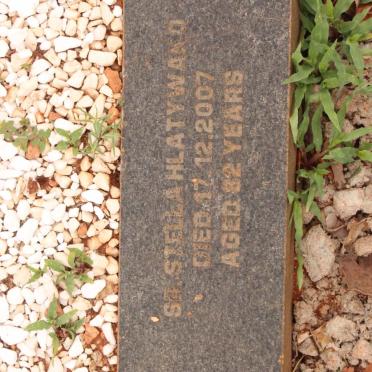 SR. STELLA HLATYWAYO
DIED 17.12.2007
AGED 82 YEARS